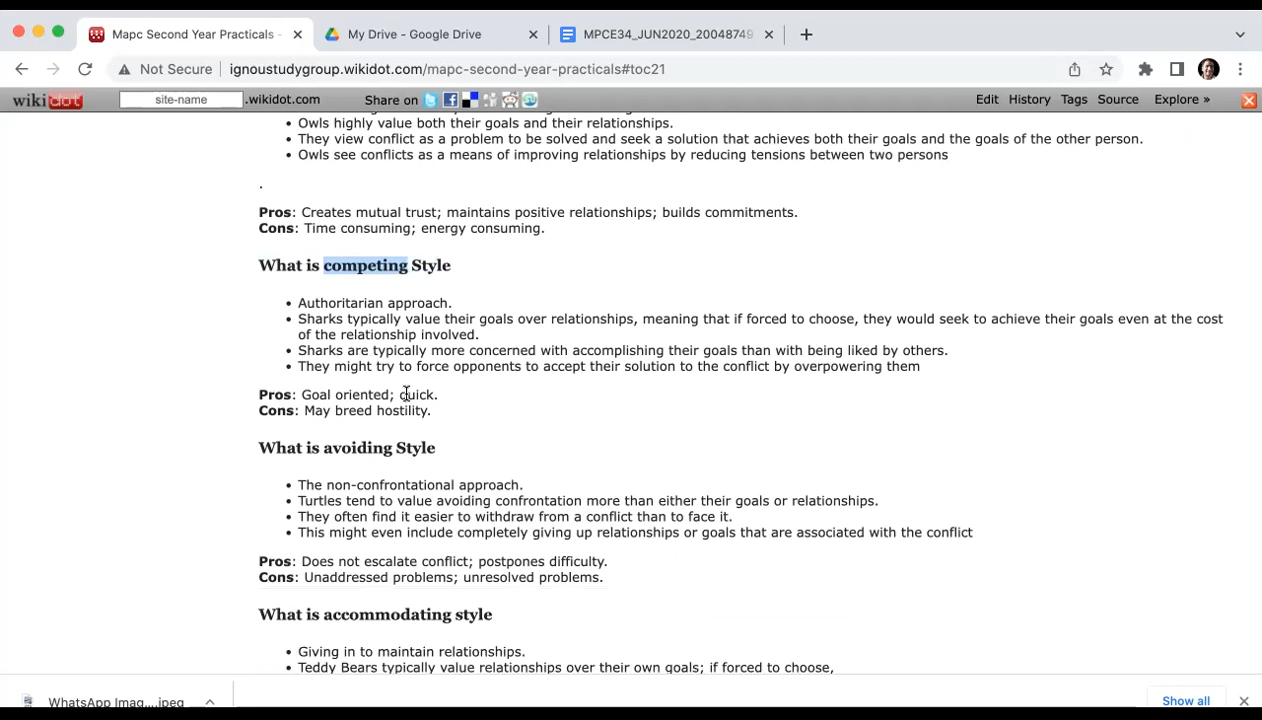 Mapc Second Year Practicals -
My Drive - Google Drive
MPCE34_JUN2020_20048749
Not Secure
ignoustudygroup.wikidot.com/mapc-second-year-practicals#toc21
wikidot
site-name
.wikidot.com
Share on
Edit
History
Tags
Source
Explore »
• Owls highly value both their goals and their relationships.
• They view conflict as a problem to be solved and seek a solution that achieves both their goals and the goals of the other person.
• Owls see conflicts as a means of improving relationships by reducing tensions between two persons
.
Pros: Creates mutual trust; maintains positive relationships; builds commitments.
Cons: Time consuming; energy consuming.
What is competing Style
• Authoritarian approach.
• Sharks typically value their goals over relationships, meaning that if forced to choose, they would seek to achieve their goals even at the cost
of the relationship involved.
• Sharks are typically more concerned with accomplishing their goals than with being liked by others.
• They might try to force opponents to accept their solution to the conflict by overpowering them
Pros: Goal oriented; quick.
Cons: May breed hostility.
What is avoiding Style
• The non-confrontational approach.
• Turtles tend to value avoiding confrontation more than either their goals or relationships.
• They often find it easier to withdraw from a conflict than to face it.
• This might even include completely giving up relationships or goals that are associated with the conflict
Pros: Does not escalate conflict; postpones difficulty.
Cons: Unaddressed problems; unresolved problems.
What is accommodating style
• Giving in to maintain relationships.
• Teddy Bears typically value relationships over their own goals; if forced to choose,
WhatsApp Imag....jpeg
Show all